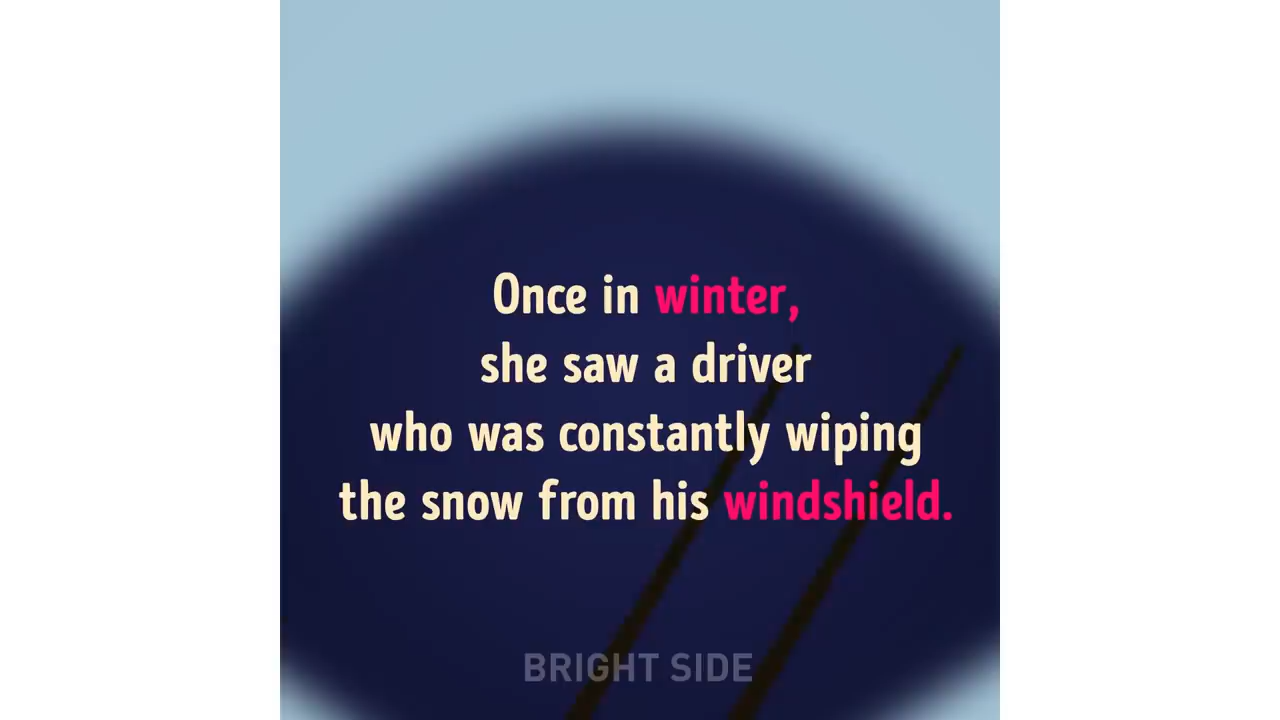 Once in winter,
she saw a driver
who was constantly wiping
the snow from his windshield.
BRIGHT SIDE